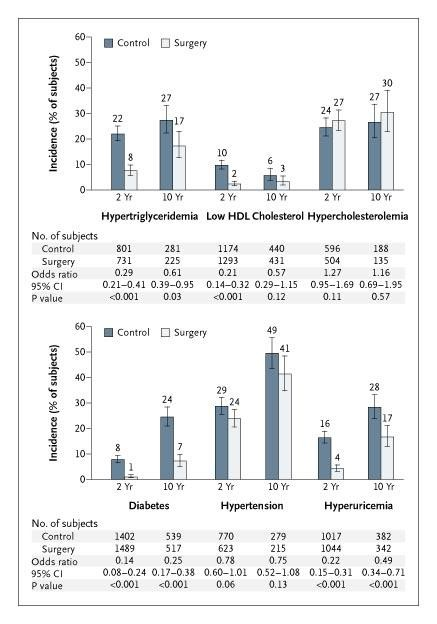 60
50
40
30
20
10
0
Incidence (% of subjects)
Control Surgery
22 8 27 17 10 2 6 3 24 27 27 30
2 Yr 10 Yr 2 Yr 10 Yr 2 Yr 10 Yr
Hypertriglyceridemia Low HDL Cholesterol Hypercholesterolemia
No. of subjects
Control 801 281 1174 440 596 188
Surgery 731 225 1293 431 504 135
Odds ratio 0.29 0.61 0.21 0.57 1.27 1.16
95% CI 0.21–0.41 0.39–0.95 0.14–0.32 0.29–1.15 0.95–1.69 0.69–1.95
P value <0.001 0.03 <0.001 0.12 0.11 0.57
60
50
40
30
20
10
0
Incidence (% of subjects)
Control Surgery
8 1 24 7 29 24 49 41 16 4 28 17
2 Yr 10 Yr 2 Yr 10 Yr 2 Yr 10 Yr
Diabetes Hypertension Hyperuricemia
No. of subjects
Control 1402 539 770 279 1017 382
Surgery 1489 517 623 215 1044 342
Odds ratio 0.14 0.25 0.78 0.75 0.22 0.49
95% CI 0.08–0.24 0.17–0.38 0.60–1.01 0.52–1.08 0.15–0.31 0.34–0.71
P value <0.001 <0.001 0.06 0.13 <0.001 <0.001